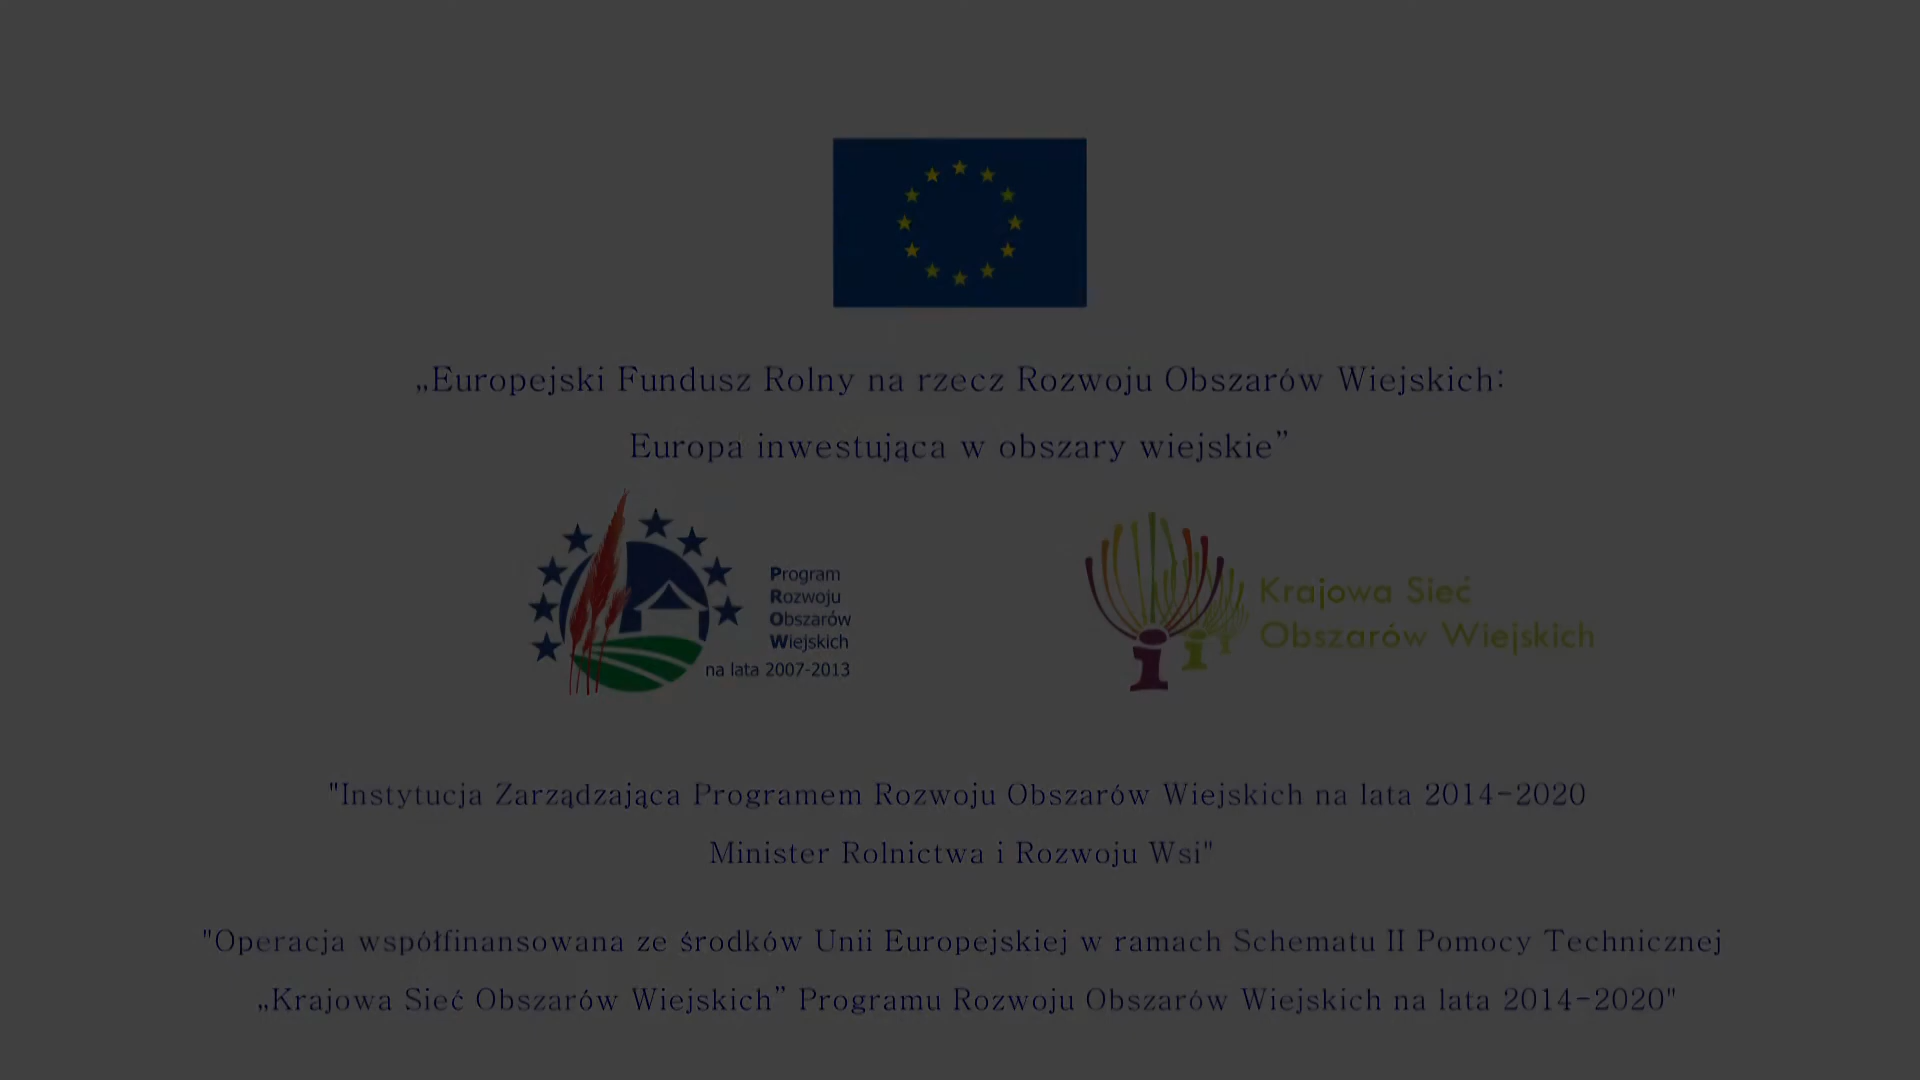 „Europejski Fundusz Rolny na rzecz Rozwoju Obszarów Wiejskich:
Europa inwestująca w obszary wiejskie”
Program
Rozwoju
Obszarów
Wiejskich
na lata 2007-2013
Krajowa Sieć
Obszarów Wiejskich
"Instytucja Zarządzająca Programem Rozwoju Obszarów Wiejskich na lata 2014-2020
Minister Rolnictwa i Rozwoju Wsi"
"Operacja współfinansowana ze środków Unii Europejskiej w ramach Schematu II Pomocy Technicznej
„Krajowa Sieć Obszarów Wiejskich” Programu Rozwoju Obszarów Wiejskich na lata 2014-2020"